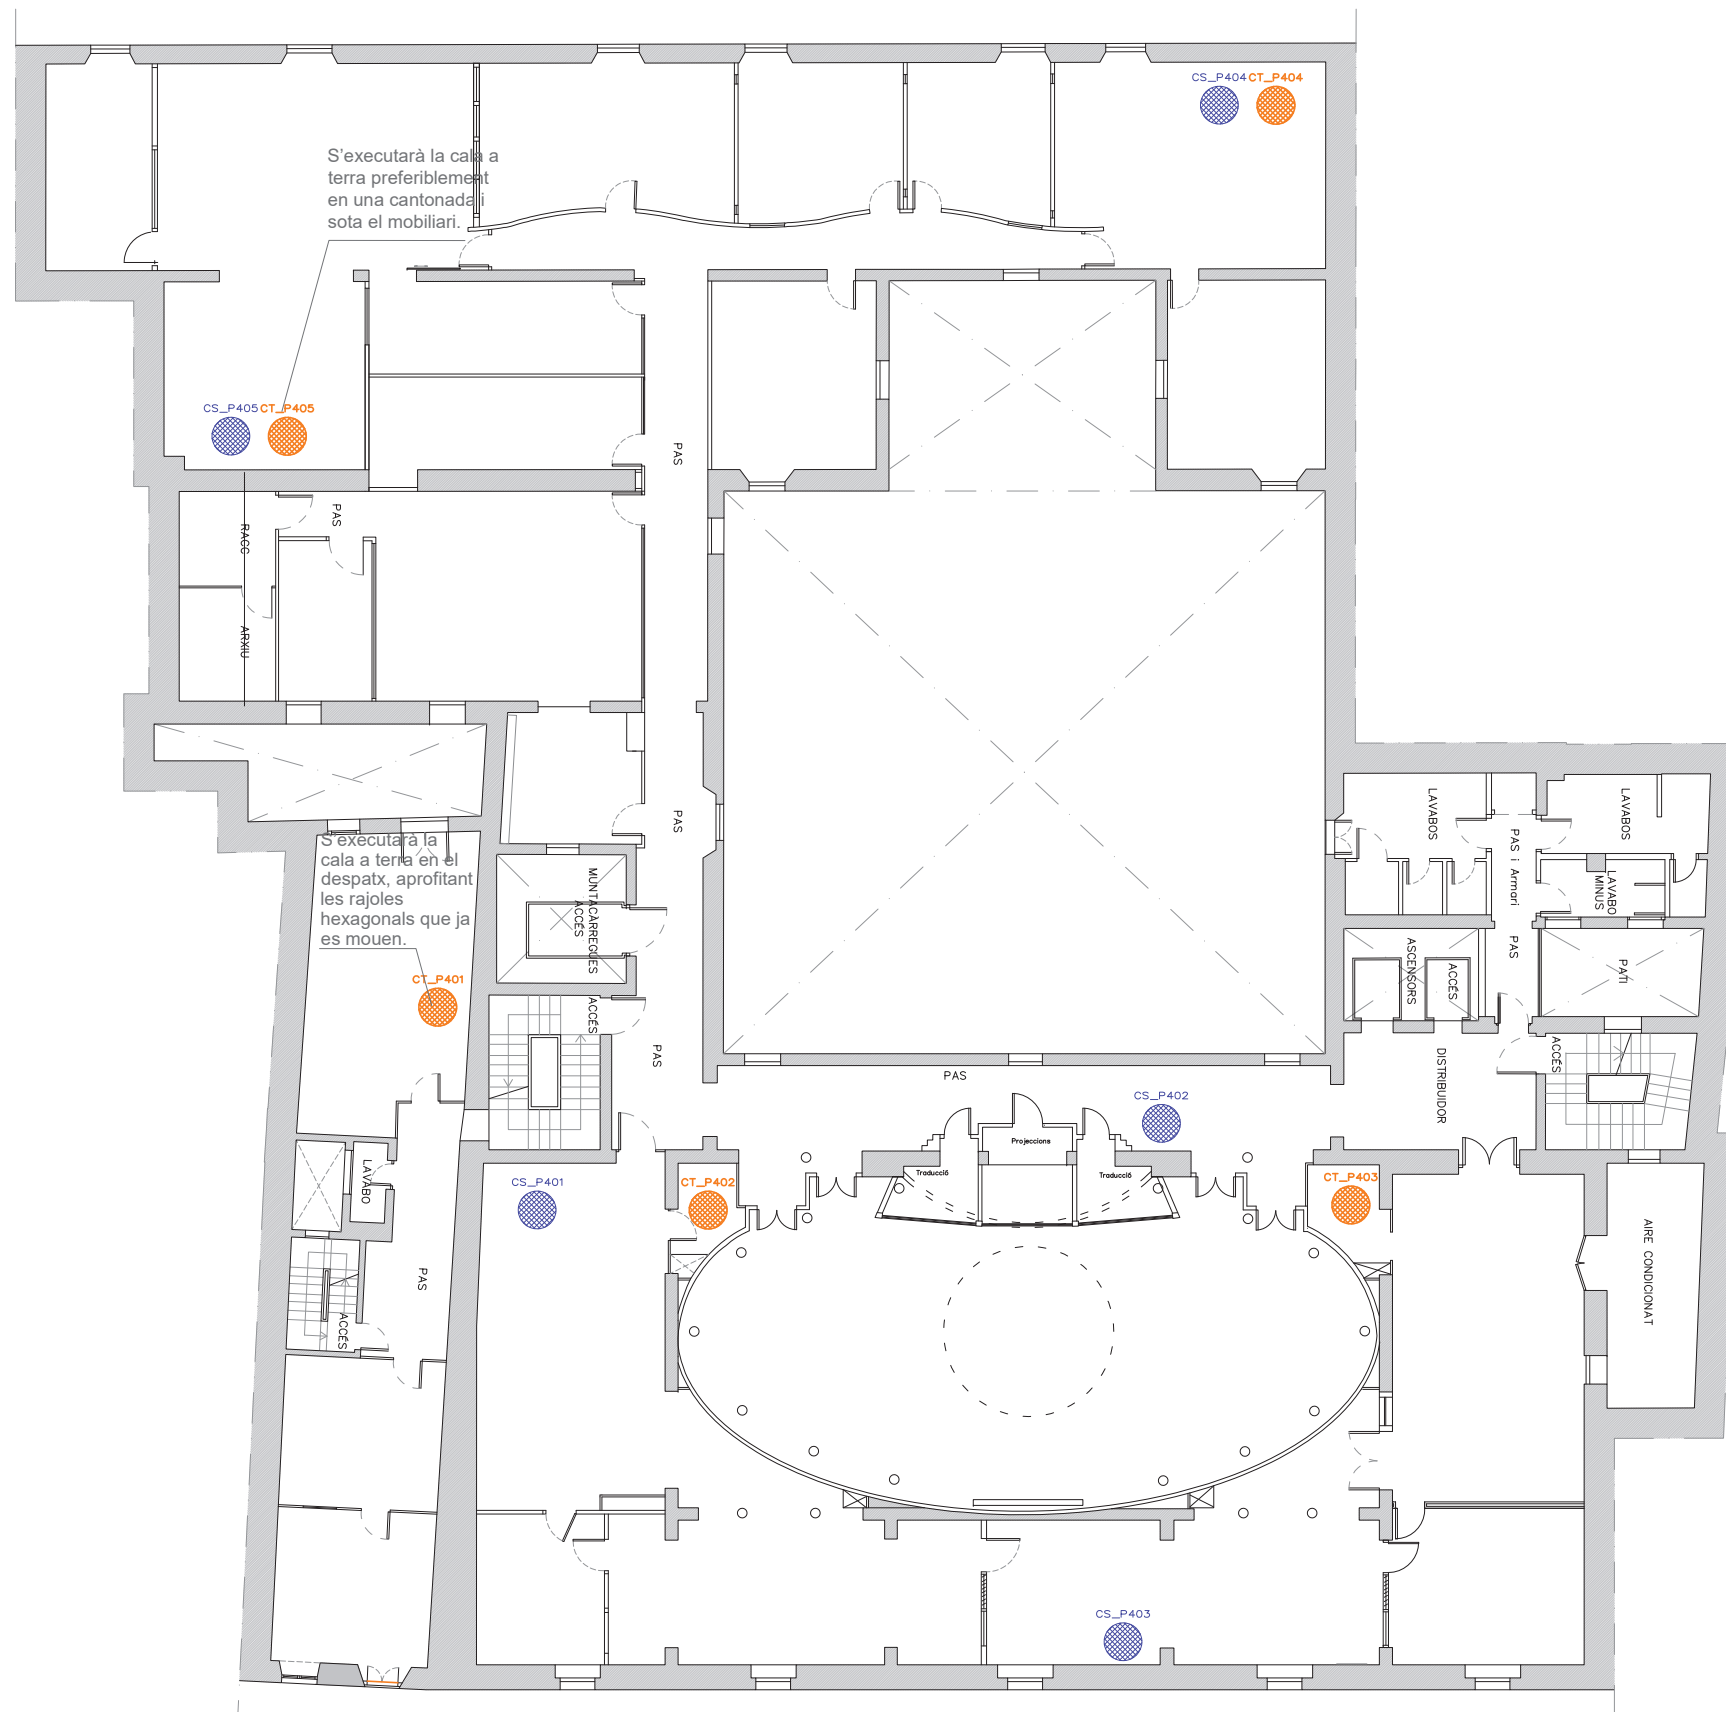 CS_P404 CT_P404
S'executarà la cala a
terra preferiblement
en una cantonada i
sota el mobiliari.
CS_P405 CT_P405
PAS
PAS
RACC
ARXIU
PAS
S'executarà la
cala a terra en el
despatx, aprofitant
les rajoles
hexagonals que ja
es mouen.
CT_P401
MUNTACÀRREGUES
ACCÉS
ACCÉS
PAS
LAVABOS
PAS i Armari
LAVABOS
LAVABO
MINUS
PAS
ASCENSORS
ACCÉS
PATI
ACCÉS
DISTRIBUIDOR
PAS
CS_P402
Projeccions
Traducció
Traducció
LAVABO
CS_P401
CT_P402
CT_P403
AIRE CONDICIONAT
PAS
ACCÉS
CS_P403